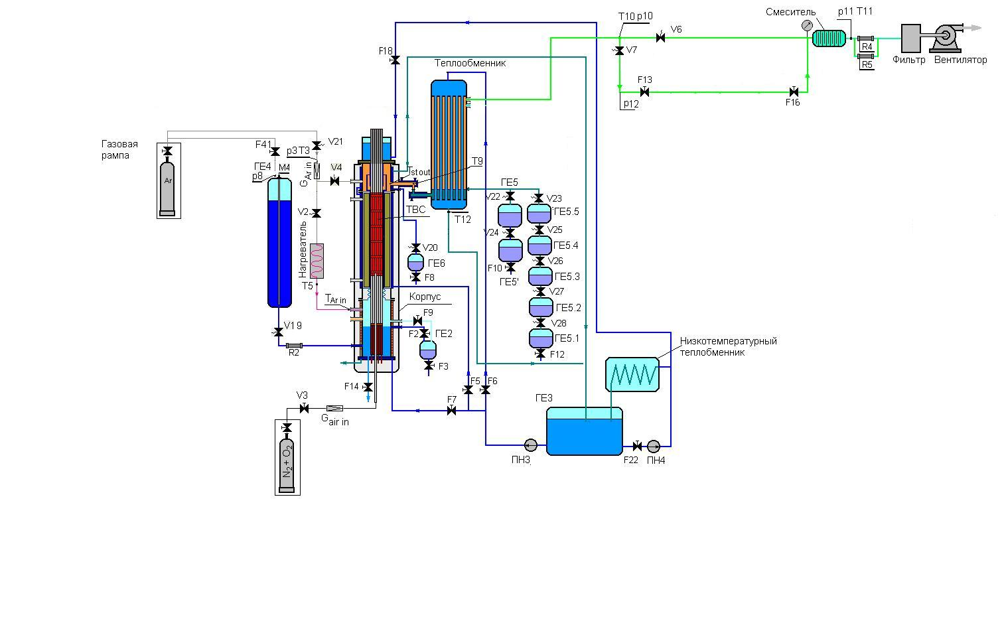 Смеситель
p11 T11
T10 p10
V6
V7
R4
R5
Фильтр
Вентилятор
F13
p12
F16
F18
Теплообменник
Газовая
рампа
F41
V21
p3 T3
ГЕ4
M4
p8
G Ar in
V4
T st out
T9
Ar
ТВС
T12
ГЕ5
V22
V23
ГЕ5.5
V24
V25
ГЕ5.4
V26
F10
ГЕ5'
ГЕ5.3
V27
ГЕ5.2
V28
ГЕ5.1
F12
V2
Нагреватель
T5
V20
ГЕ6
F8
T Ar in
Корпус
F9
F2
ГЕ2
F3
V19
R2
Низкотемпературный
теплообменник
F14
F5
F6
F7
ГЕ3
V3
G air in
N2 + O2
ПН3
F22
ПН4